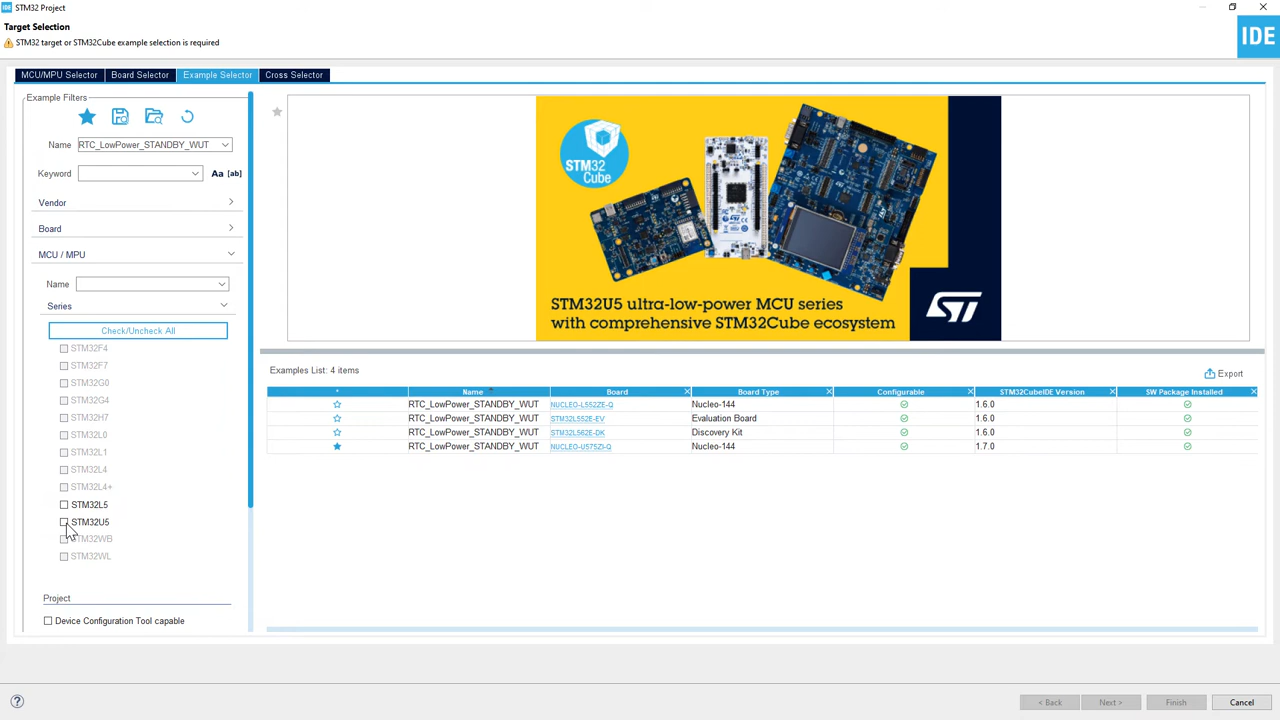 IDE STM32 Project
Target Selection
STM32 target or STM32Cube example selection is required
IDE
MCU/MPU Selector Board Selector Example Selector Cross Selector
Example Filters
Name RTC_LowPower_STANDBY_WUT
Keyword Aa [ab]
Vendor
Board
MCU / MPU
Name
Series
Check/Uncheck All
STM32F4
STM32F7
STM32G0
STM32G4
STM32H7
STM32L0
STM32L1
STM32L4
STM32L4+
STM32L5
STM32U5
STM32WB
STM32WL
Project
Device Configuration Tool capable
STM32
Cube
STM32U5 ultra-low-power MCU series
with comprehensive STM32Cube ecosystem
ST
Examples List: 4 items
Export
* Name Board Board Type Configurable STM32CubeIDE Version SW Package Installed
RTC_LowPower_STANDBY_WUT NUCLEO-L552ZE-Q Nucleo-144 1.6.0
RTC_LowPower_STANDBY_WUT STM32L552E-EV Evaluation Board 1.6.0
RTC_LowPower_STANDBY_WUT STM32L562E-DK Discovery Kit 1.6.0
RTC_LowPower_STANDBY_WUT NUCLEO-U575ZI-Q Nucleo-144 1.7.0
? < Back Next > Finish Cancel